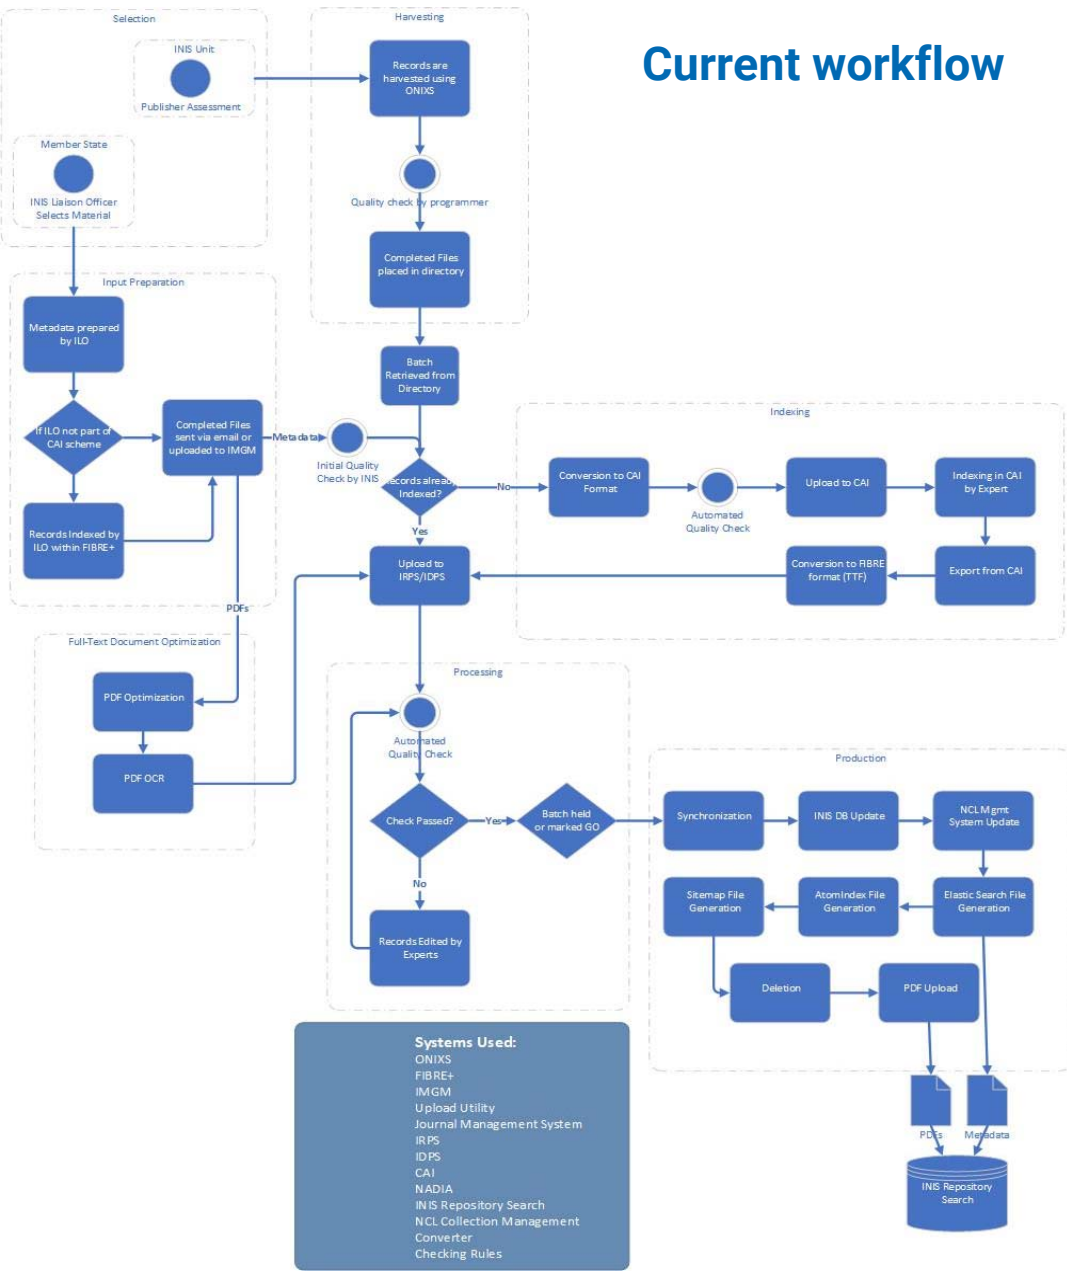 Current workflow
Selection
INIS Unit
Publisher Assessment
Member State
INIS Liaison Officer
Selects Material
Harvesting
Records are
harvested using
ONIXS
Quality check by programmer
Completed Files
placed in directory
Input Preparation
Metadata prepared
by ILO
If ILO not part of
CAI scheme
Completed Files
sent via email or
uploaded to IMGM
Records Indexed by
ILO within FIBRE+
Metadata
Initial Quality
Check by INIS
PDFs
Batch
Retrieved from
Directory
Indexed?
No
Yes
Upload to
IRPS/IDPS
Indexing
Conversion to CAI
Format
Automated
Quality Check
Upload to CAI
Indexing in CAI
by Expert
Export from CAI
Conversion to FIBRE
format (TTF)
Full-Text Document Optimization
PDF Optimization
PDF OCR
Processing
Automated
Quality Check
Check Passed?
Yes
Batch held
or marked GO
No
Records Edited by
Experts
Production
Synchronization
INIS DB Update
NCL Mgmt
System Update
Sitemap File
Generation
AtomIndex File
Generation
Elastic Search File
Generation
Deletion
PDF Upload
PDFs
Metadata
INIS Repository
Search
Systems Used:
ONIXS
FIBRE+
IMGM
Upload Utility
Journal Management System
IRPS
IDPS
CAI
NADIA
INIS Repository Search
NCL Collection Management
Converter
Checking Rules